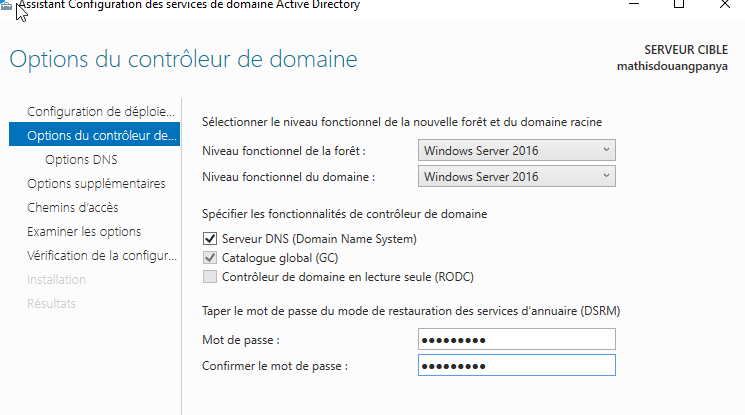 Assistant Configuration des services de domaine Active Directory
Options du contrôleur de domaine
SERVEUR CIBLE
mathisdouangpanya
Configuration de déploie...
Options du contrôleur de...
Options DNS
Options supplémentaires
Chemins d'accès
Examiner les options
Vérification de la configur...
Installation
Résultats
Sélectionner le niveau fonctionnel de la nouvelle forêt et du domaine racine
Niveau fonctionnel de la forêt : Windows Server 2016
Niveau fonctionnel du domaine : Windows Server 2016
Spécifier les fonctionnalités de contrôleur de domaine
Serveur DNS (Domain Name System)
Catalogue global (GC)
Contrôleur de domaine en lecture seule (RODC)
Taper le mot de passe du mode de restauration des services d'annuaire (DSRM)
Mot de passe : •••••••••
Confirmer le mot de passe : •••••••••